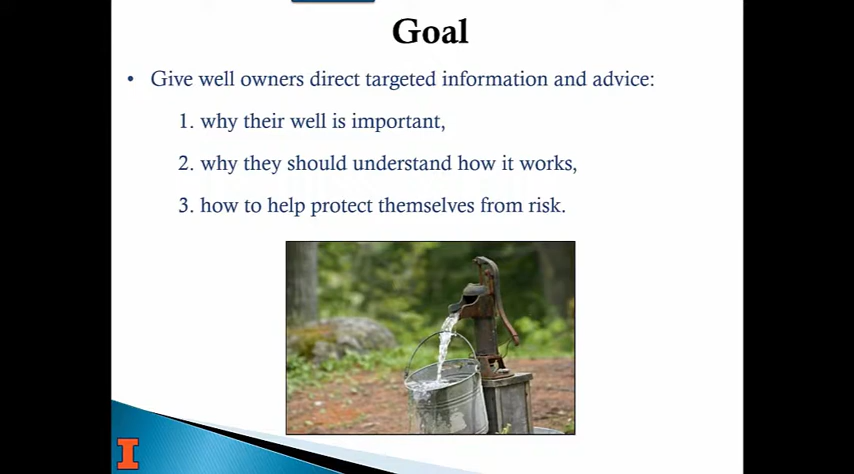 Goal
• Give well owners direct targeted information and advice:
1. why their well is important,
2. why they should understand how it works,
3. how to help protect themselves from risk.
I